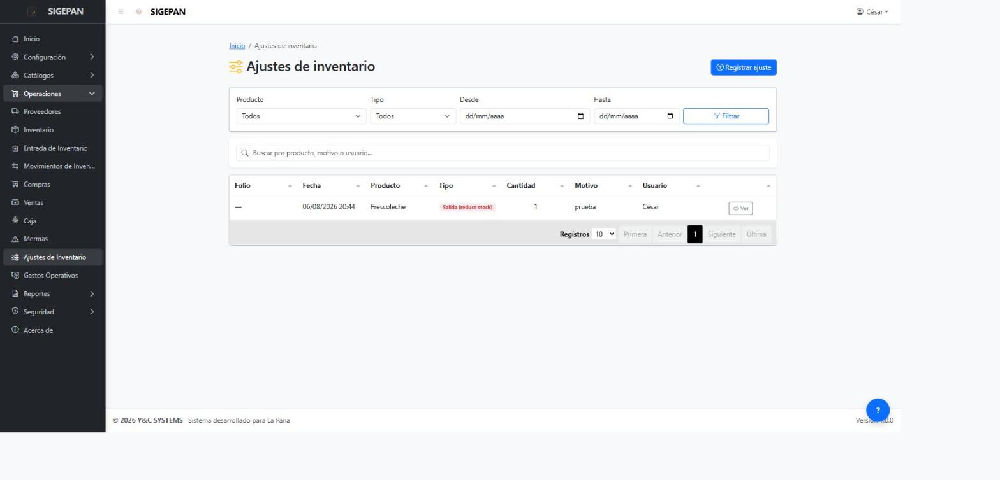 SIGEPAN
SIGEPAN
César
Inicio
Configuración
Catálogos
Operaciones
Proveedores
Inventario
Entrada de Inventario
Movimientos de Inven...
Compras
Ventas
Caja
Mermas
Ajustes de Inventario
Gastos Operativos
Reportes
Seguridad
Acerca de
Inicio / Ajustes de inventario
Ajustes de inventario
Registrar ajuste
Producto Tipo Desde Hasta
Todos Todos dd/mm/aaaa dd/mm/aaaa Filtrar
Buscar por producto, motivo o usuario...
Folio Fecha Producto Tipo Cantidad Motivo Usuario
— 06/08/2026 20:44 Frescoleche Salida (reduce stock) 1 prueba César Ver
Registros 10 Primera Anterior 1 Siguiente Última
?
© 2026 Y&C SYSTEMS Sistema desarrollado para La Pana